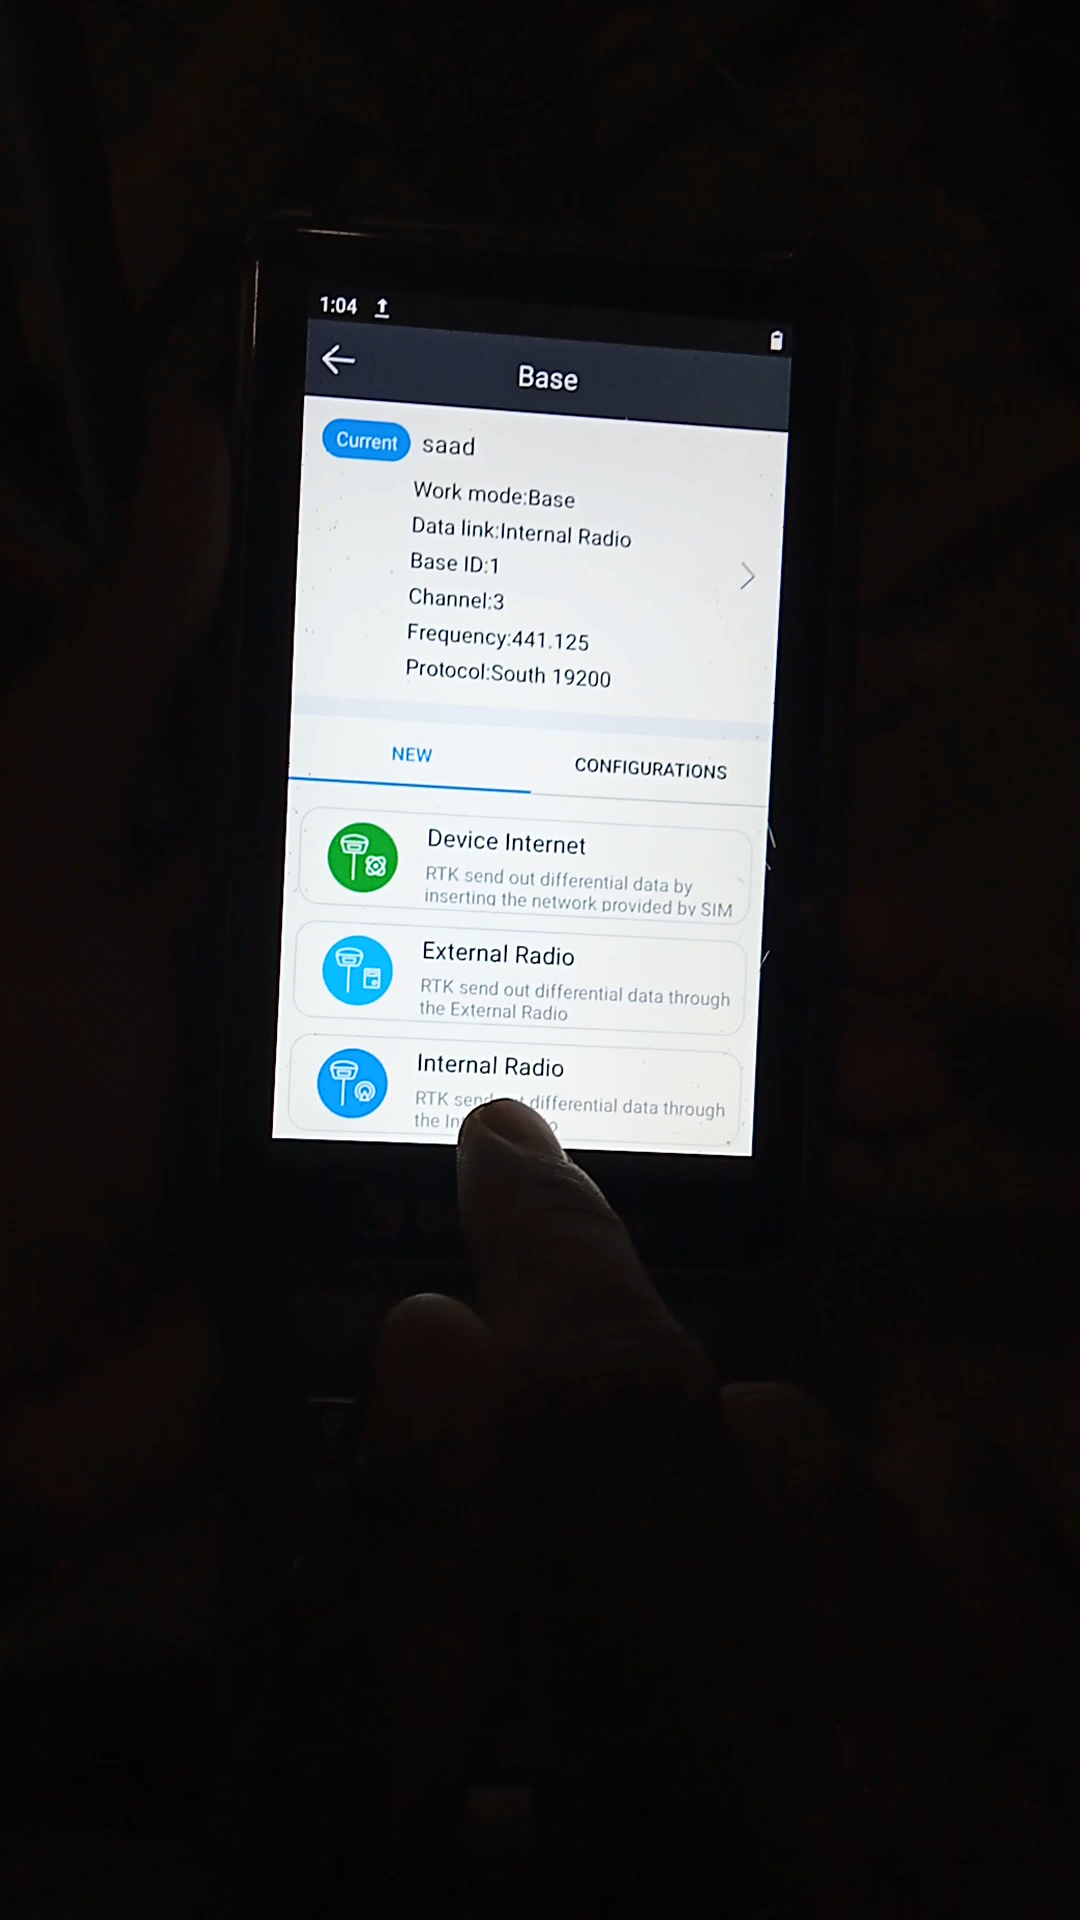 1:04
Base
Current saad
Work mode:Base
Data link:Internal Radio
Base ID:1
Channel:3
Frequency:441.125
Protocol:South 19200
NEW CONFIGURATIONS
Device Internet
RTK send out differential data by
inserting the network provided by SIM
External Radio
RTK send out differential data through
the External Radio
Internal Radio
RTK differential data through
the